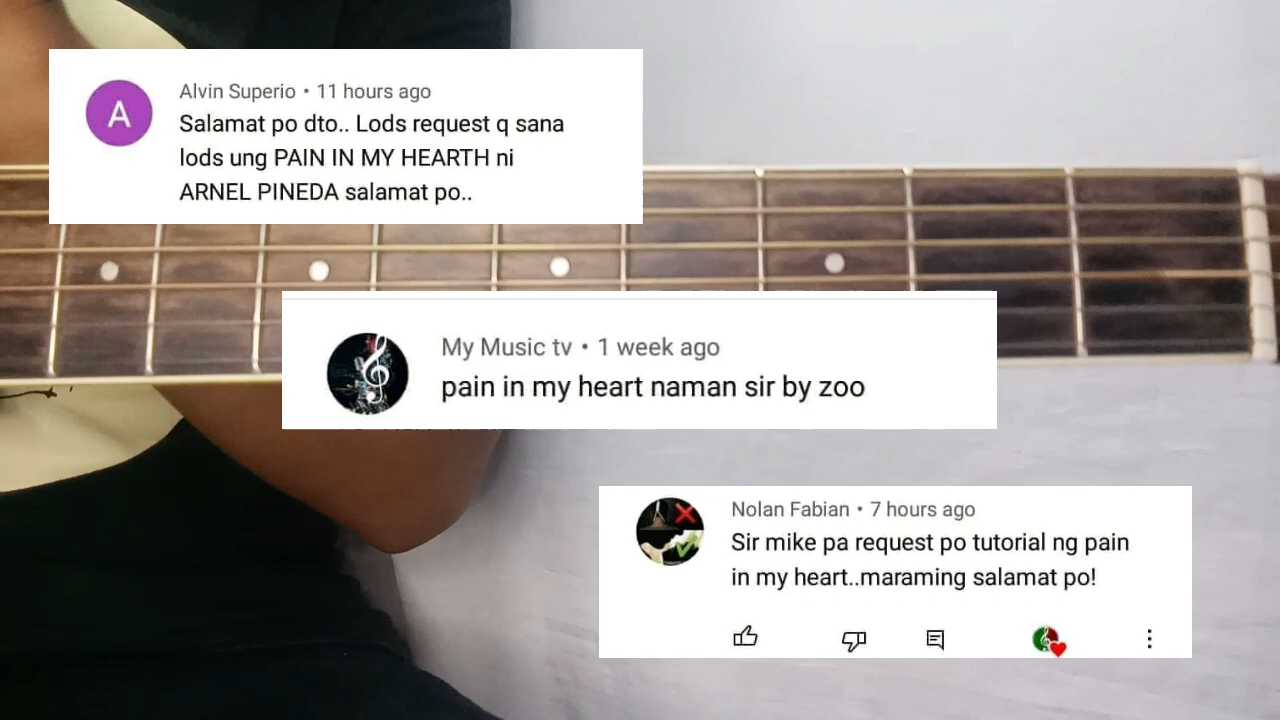 A
Alvin Superio • 11 hours ago
Salamat po dto.. Lods request q sana
lods ung PAIN IN MY HEARTH ni
ARNEL PINEDA salamat po..
My Music tv • 1 week ago
pain in my heart naman sir by zoo
Nolan Fabian • 7 hours ago
Sir mike pa request po tutorial ng pain
in my heart..maraming salamat po!